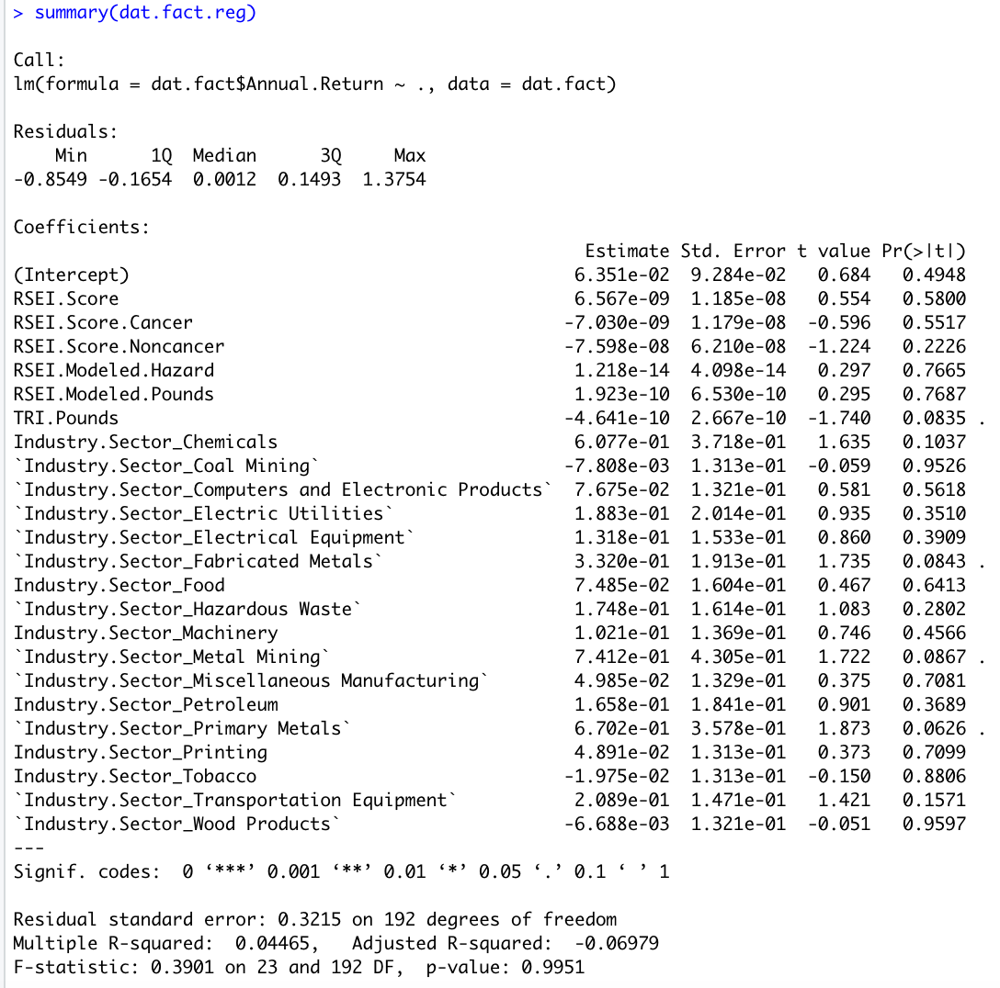 > summary(dat.fact.reg)
Call:
lm(formula = dat.fact$Annual.Return ~ ., data = dat.fact)
Residuals:
Min 1Q Median 3Q Max
-0.8549 -0.1654 0.0012 0.1493 1.3754
Coefficients:
Estimate Std. Error t value Pr(>|t|)
(Intercept) 6.351e-02 9.284e-02 0.684 0.4948
RSEI.Score 6.567e-09 1.185e-08 0.554 0.5800
RSEI.Score.Cancer -7.030e-09 1.179e-08 -0.596 0.5517
RSEI.Score.Noncancer -7.598e-08 6.210e-08 -1.224 0.2226
RSEI.Modeled.Hazard 1.218e-14 4.098e-14 0.297 0.7665
RSEI.Modeled.Pounds 1.923e-10 6.530e-10 0.295 0.7687
TRI.Pounds -4.641e-10 2.667e-10 -1.740 0.0835 .
Industry.Sector_Chemicals 6.077e-01 3.718e-01 1.635 0.1037
`Industry.Sector_Coal Mining` -7.808e-03 1.313e-01 -0.059 0.9526
`Industry.Sector_Computers and Electronic Products` 7.675e-02 1.321e-01 0.581 0.5618
`Industry.Sector_Electric Utilities` 1.883e-01 2.014e-01 0.935 0.3510
`Industry.Sector_Electrical Equipment` 1.318e-01 1.533e-01 0.860 0.3909
`Industry.Sector_Fabricated Metals` 3.320e-01 1.913e-01 1.735 0.0843 .
Industry.Sector_Food 7.485e-02 1.604e-01 0.467 0.6413
`Industry.Sector_Hazardous Waste` 1.748e-01 1.614e-01 1.083 0.2802
Industry.Sector_Machinery 1.021e-01 1.369e-01 0.746 0.4566
`Industry.Sector_Metal Mining` 7.412e-01 4.305e-01 1.722 0.0867 .
`Industry.Sector_Miscellaneous Manufacturing` 4.985e-02 1.329e-01 0.375 0.7081
Industry.Sector_Petroleum 1.658e-01 1.841e-01 0.901 0.3689
`Industry.Sector_Primary Metals` 6.702e-01 3.578e-01 1.873 0.0626 .
Industry.Sector_Printing 4.891e-02 1.313e-01 0.373 0.7099
Industry.Sector_Tobacco -1.975e-02 1.313e-01 -0.150 0.8806
`Industry.Sector_Transportation Equipment` 2.089e-01 1.471e-01 1.421 0.1571
`Industry.Sector_Wood Products` -6.688e-03 1.321e-01 -0.051 0.9597
---
Signif. codes: 0 ‘***’ 0.001 ‘**’ 0.01 ‘*’ 0.05 ‘.’ 0.1 ‘ ’ 1
Residual standard error: 0.3215 on 192 degrees of freedom
Multiple R-squared: 0.04465, Adjusted R-squared: -0.06979
F-statistic: 0.3901 on 23 and 192 DF, p-value: 0.9951